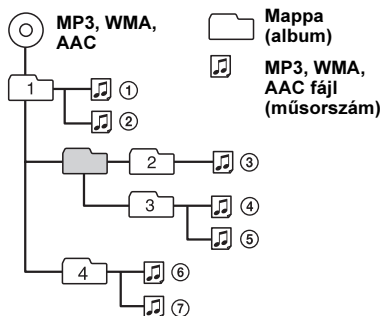 MP3, WMA,
AAC
Mappa
(album)
MP3, WMA,
AAC fájl
(műsorszám)
1
①
②
2
③
3
④
⑤
4
⑥
⑦